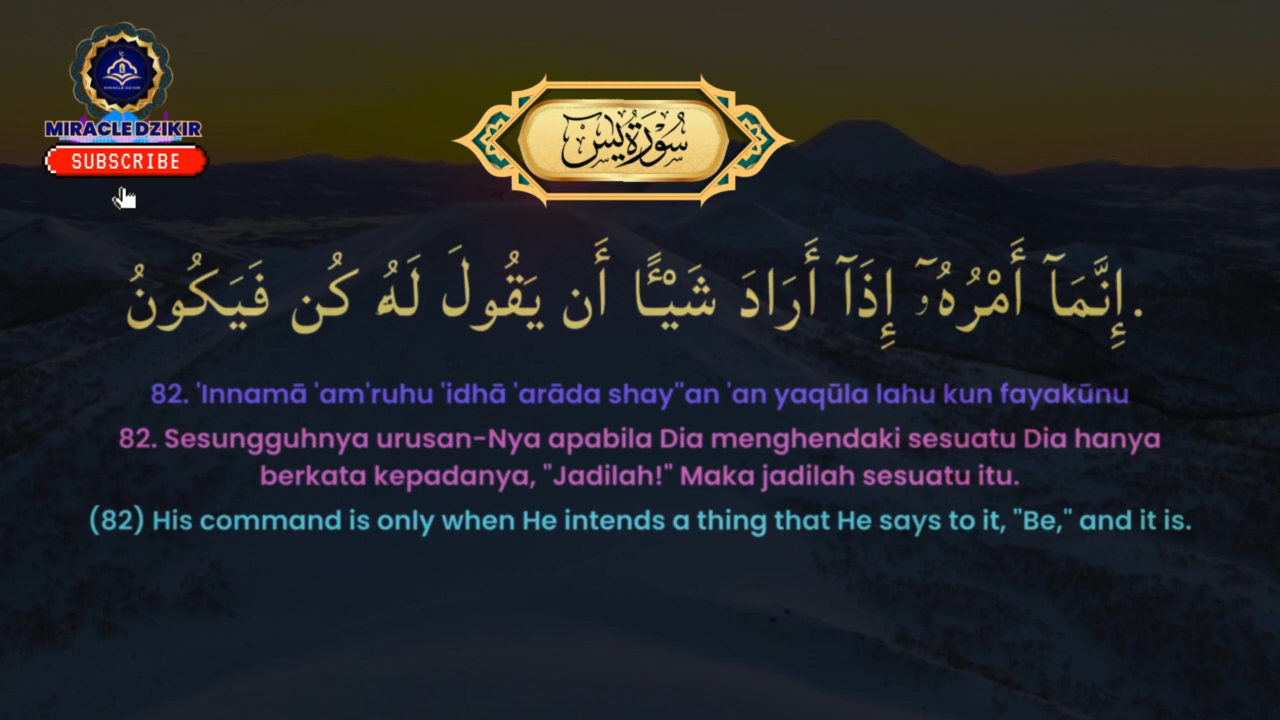 MIRACLE DZIKIR
SUBSCRIBE
سُورَةُ يس
إِنَّمَآ أَمْرُهُۥٓ إِذَآ أَرَادَ شَيْـًٔا أَن يَقُولَ لَهُۥ كُن فَيَكُونُ.
82. 'Innamā 'am'ruhu 'idhā 'arāda shay''an 'an yaqūla lahu kun fayakūnu
82. Sesungguhnya urusan-Nya apabila Dia menghendaki sesuatu Dia hanya
berkata kepadanya, "Jadilah!" Maka jadilah sesuatu itu.
(82) His command is only when He intends a thing that He says to it, "Be," and it is.